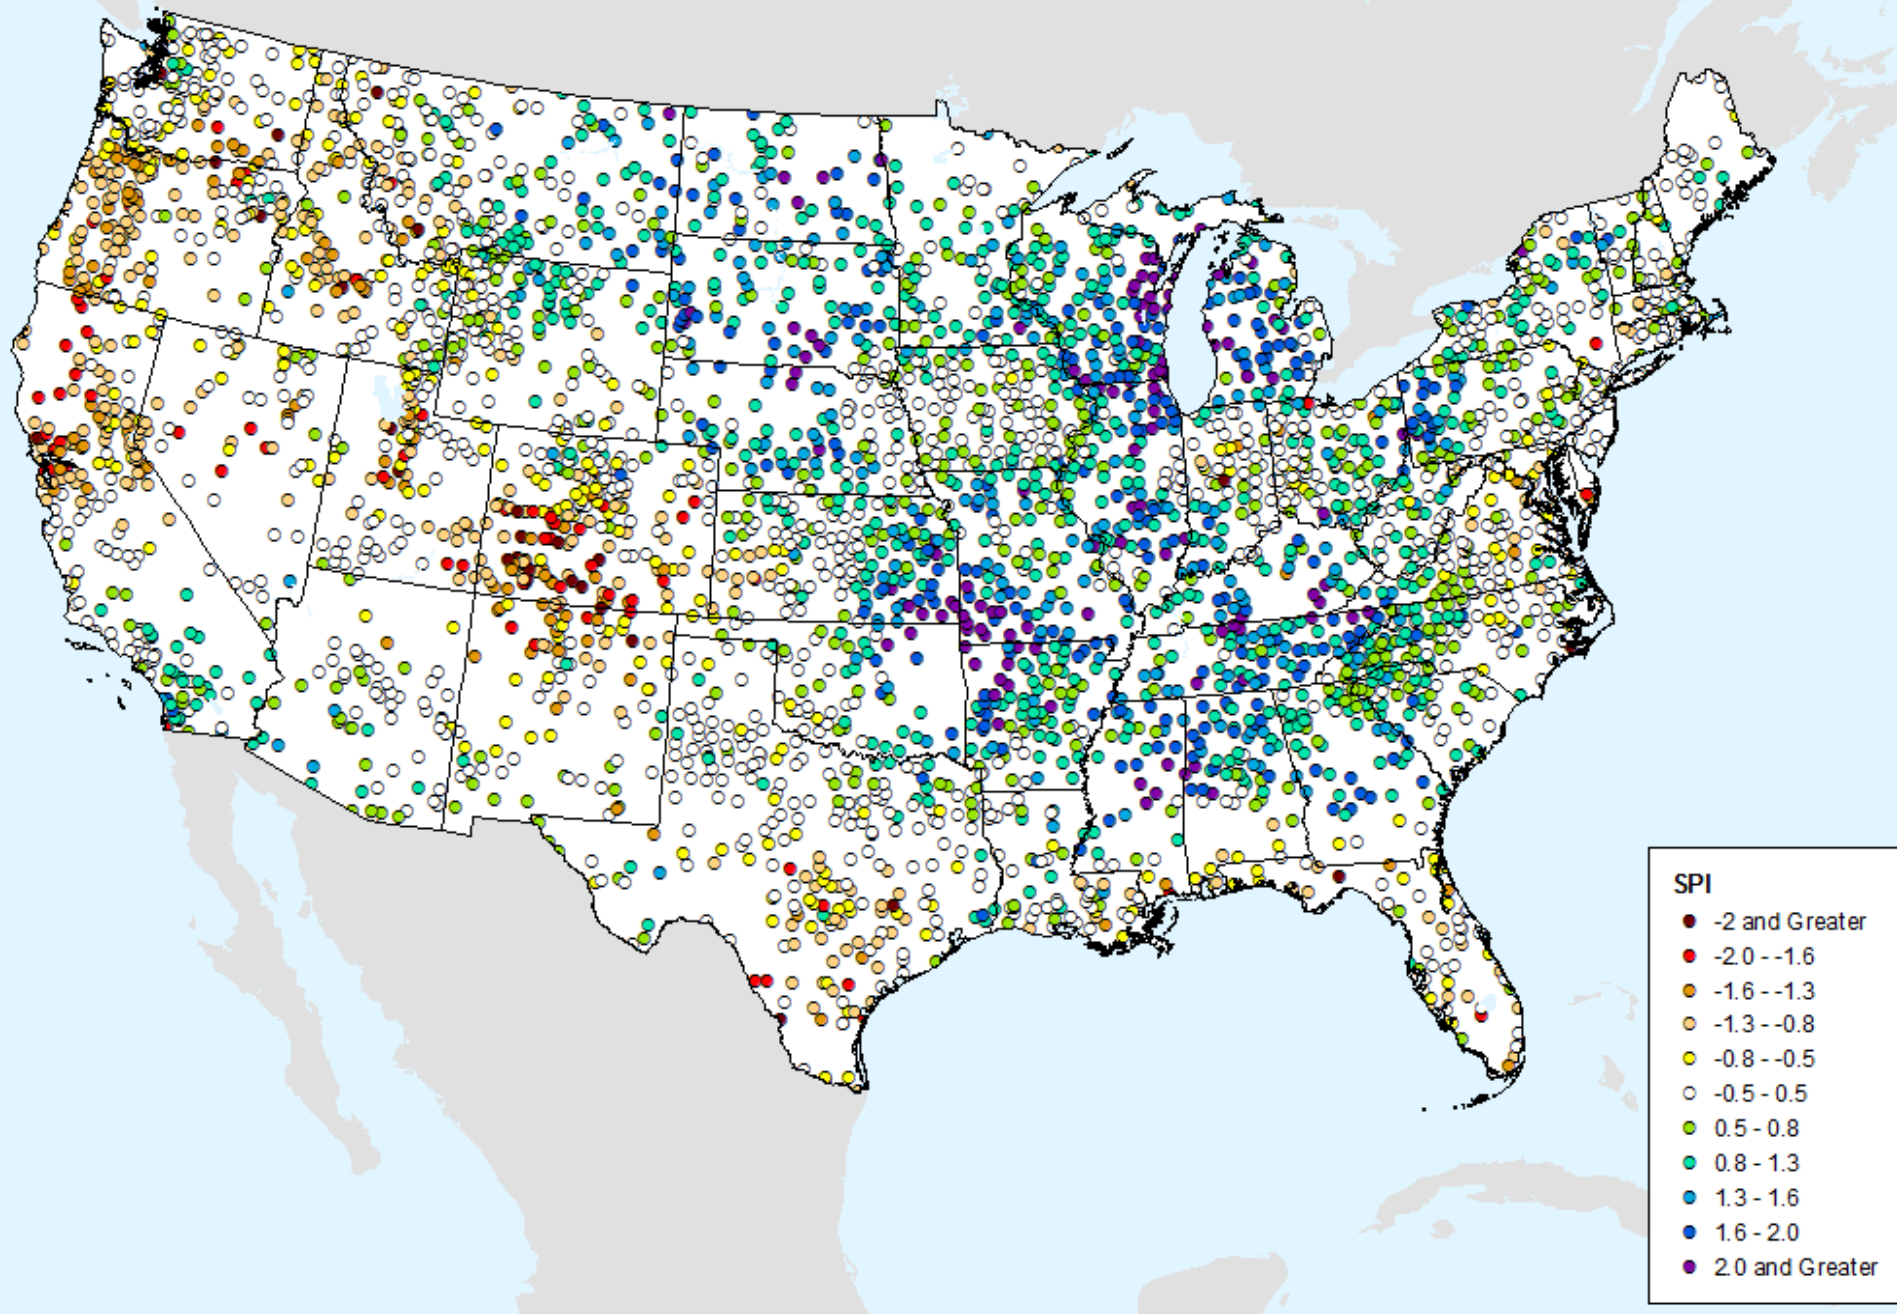 SPI
-2 and Greater
-2.0 - -1.6
-1.6 - -1.3
-1.3 - -0.8
-0.8 - -0.5
-0.5 - 0.5
0.5 - 0.8
0.8 - 1.3
1.3 - 1.6
1.6 - 2.0
2.0 and Greater